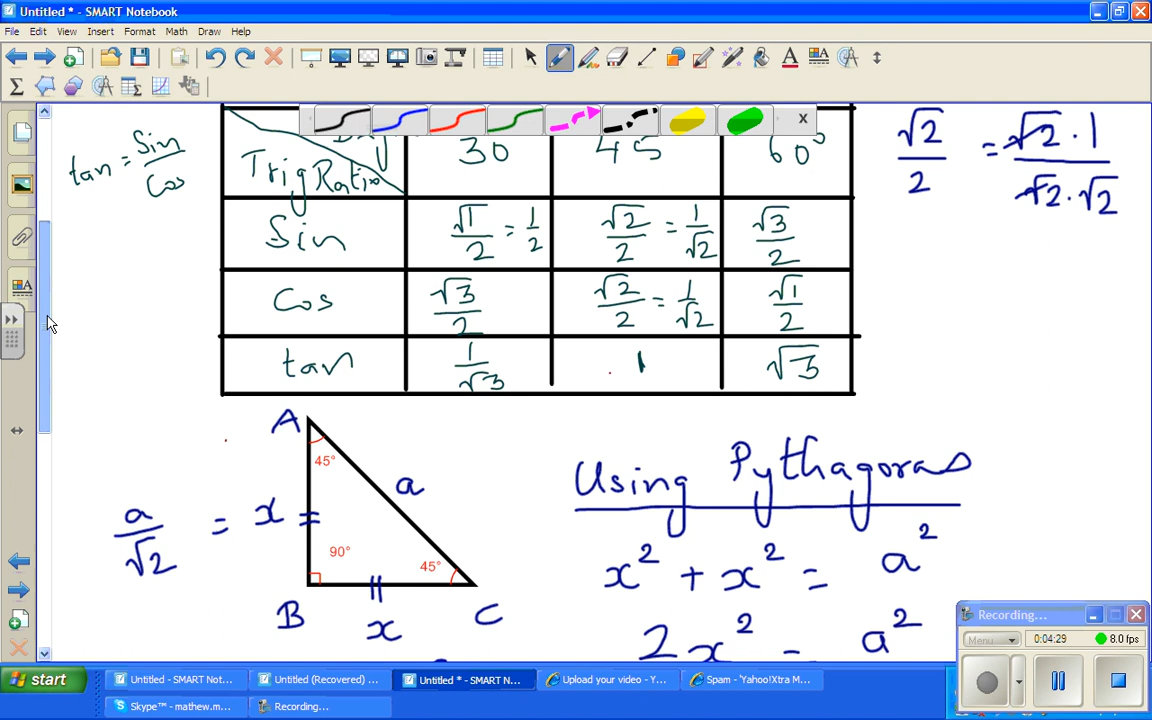 Untitled * - SMART Notebook
File Edit View Insert Format Math Draw Help
x
tan = Sin/Cos
Trig Ratio
30 45 60°
Sin √1/2 = 1/2 √2/2 = 1/√2 √3/2
Cos √3/2 √2/2 = 1/√2 √1/2
tan 1/√3 1 √3
√2/2 = √2 · 1/√2 · √2
A
45°
a
a/√2 = x
90°
45°
B
x
C
Using Pythagoras
x² + x² = a²
2x² = a²
Recording...
Menu
0:04:29
8.0 fps
start
Untitled - SMART Notebo...
Untitled (Recovered) ...
Untitled * - SMART N...
Upload your video - Yo...
Spam - 'Yahoo!Xtra M...
Skype™ - mathew.m...
Recording...